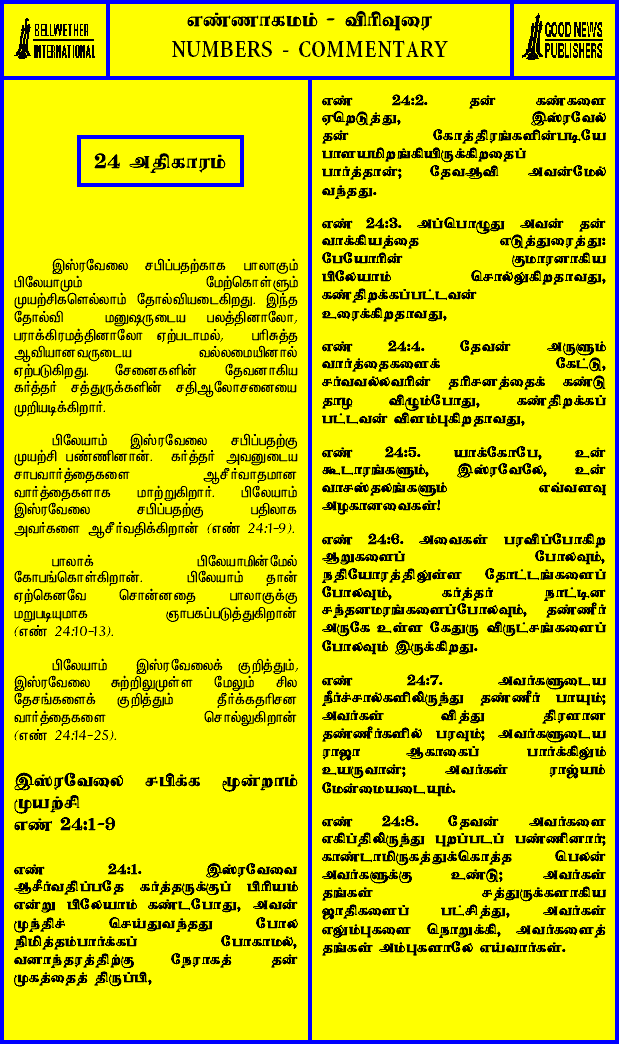 BELLWETHER
INTERNATIONAL
எண்ணாகமம் - விரிவுரை
NUMBERS - COMMENTARY
GOOD NEWS
PUBLISHERS
24 அதிகாரம்
இஸ்ரவேலை சபிப்பதற்காக பாலாகும்
பிலேயாமும் மேற்கொள்ளும்
முயற்சிகளெல்லாம் தோல்வியடைகிறது. இந்த
தோல்வி மனுஷருடைய பலத்தினாலோ,
பராக்கிரமத்தினாலோ ஏற்படாமல், பரிசுத்த
ஆவியானவருடைய வல்லமையினால்
ஏற்படுகிறது. சேனைகளின் தேவனாகிய
கர்த்தர் சத்துருக்களின் சதிஆலோசனையை
முறியடிக்கிறார்.
பிலேயாம் இஸ்ரவேலை சபிப்பதற்கு
முயற்சி பண்ணினான். கர்த்தர் அவனுடைய
சாபவார்த்தைகளை ஆசீர்வாதமான
வார்த்தைகளாக மாற்றுகிறார். பிலேயாம்
இஸ்ரவேலை சபிப்பதற்கு பதிலாக
அவர்களை ஆசீர்வதிக்கிறான் (எண் 24:1-9).
பாலாக் பிலேயாமின்மேல்
கோபங்கொள்கிறான். பிலேயாம் தான்
ஏற்கெனவே சொன்னதை பாலாகுக்கு
மறுபடியுமாக ஞாபகப்படுத்துகிறான்
(எண் 24:10-13).
பிலேயாம் இஸ்ரவேலைக் குறித்தும்,
இஸ்ரவேலை சுற்றிலுமுள்ள மேலும் சில
தேசங்களைக் குறித்தும் தீர்க்கதரிசன
வார்த்தைகளை சொல்லுகிறான்
(எண் 24:14-25).
இஸ்ரவேலை சபிக்க மூன்றாம்
முயற்சி
எண் 24:1-9
எண் 24:1. இஸ்ரவேலை
ஆசீர்வதிப்பதே கர்த்தருக்குப் பிரியம்
என்று பிலேயாம் கண்டபோது, அவன்
முந்திச் செய்துவந்தது போல
நிமித்தம்பார்க்கப் போகாமல்,
வனாந்தரத்திற்கு நேராகத் தன்
முகத்தைத் திருப்பி,
எண் 24:2. தன் கண்களை
ஏறெடுத்து, இஸ்ரவேல்
தன் கோத்திரங்களின்படியே
பாளயமிறங்கியிருக்கிறதைப்
பார்த்தான்; தேவஆவி அவன்மேல்
வந்தது.
எண் 24:3. அப்பொழுது அவன் தன்
வாக்கியத்தை எடுத்துரைத்து:
பேயோரின் குமாரனாகிய
பிலேயாம் சொல்லுகிறதாவது,
கண்திறக்கப்பட்டவன்
உரைக்கிறதாவது,
எண் 24:4. தேவன் அருளும்
வார்த்தைகளைக் கேட்டு,
சர்வவல்லவரின் தரிசனத்தைக் கண்டு
தாழ விழும்போது, கண்திறக்கப்
பட்டவன் விளம்புகிறதாவது,
எண் 24:5. யாக்கோபே, உன்
கூடாரங்களும், இஸ்ரவேலே, உன்
வாசஸ்தலங்களும் எவ்வளவு
அழகானவைகள்!
எண் 24:6. அவைகள் பரவிப்போகிற
ஆறுகளைப் போலவும்,
நதியோரத்திலுள்ள தோட்டங்களைப்
போலவும், கர்த்தர் நாட்டின
சந்தனமரங்களைப்போலவும், தண்ணீர்
அருகே உள்ள கேதுரு விருட்சங்களைப்
போலவும் இருக்கிறது.
எண் 24:7. அவர்களுடைய
நீர்ச்சால்களிலிருந்து தண்ணீர் பாயும்;
அவர்கள் வித்து திரளான
தண்ணீர்களில் பரவும்; அவர்களுடைய
ராஜா ஆகாகைப் பார்க்கிலும்
உயருவான்; அவர்கள் ராஜ்யம்
மேன்மையடையும்.
எண் 24:8. தேவன் அவர்களை
எகிப்திலிருந்து புறப்படப் பண்ணினார்;
காண்டாமிருகத்துக்கொத்த பெலன்
அவர்களுக்கு உண்டு; அவர்கள்
தங்கள் சத்துருக்களாகிய
ஜாதிகளைப் பட்சித்து, அவர்கள்
எலும்புகளை நொறுக்கி, அவர்களைத்
தங்கள் அம்புகளாலே எய்வார்கள்.